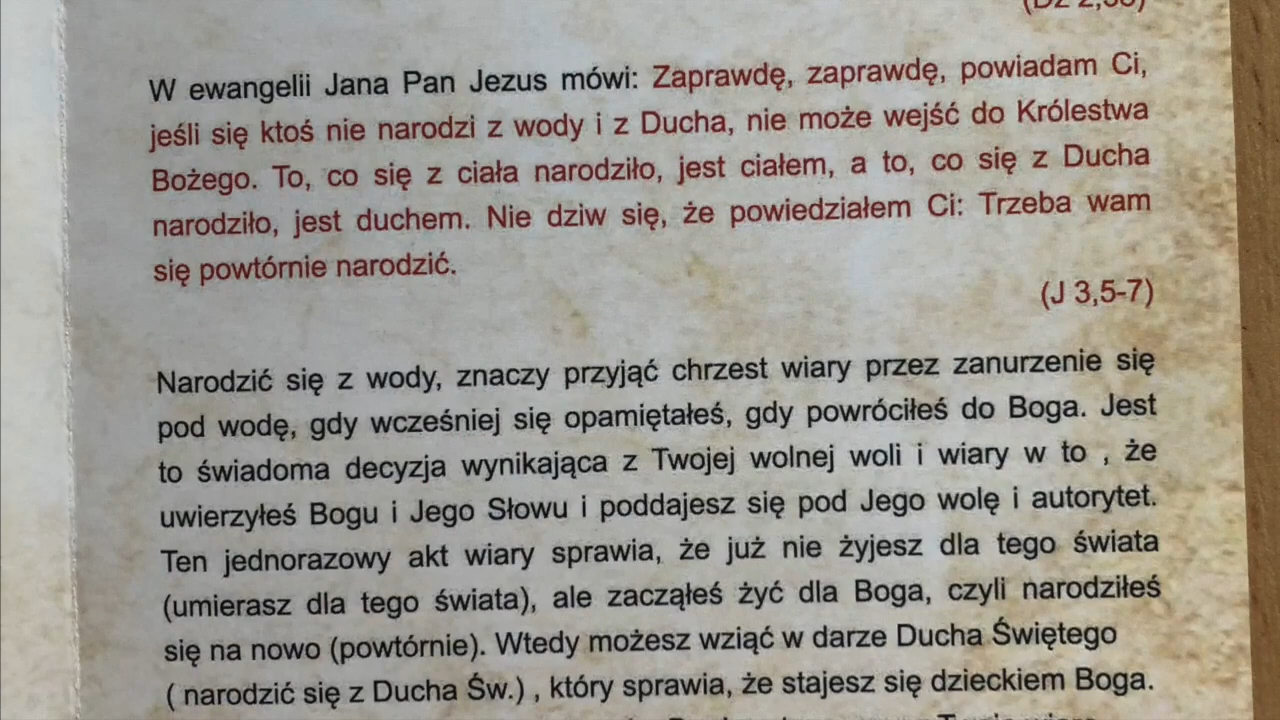 W ewangelii Jana Pan Jezus mówi: Zaprawdę, zaprawdę, powiadam Ci,
jeśli się ktoś nie narodzi z wody i z Ducha, nie może wejść do Królestwa
Bożego. To, co się z ciała narodziło, jest ciałem, a to, co się z Ducha
narodziło, jest duchem. Nie dziw się, że powiedziałem Ci: Trzeba wam
się powtórnie narodzić.
(J 3,5-7)
Narodzić się z wody, znaczy przyjąć chrzest wiary przez zanurzenie się
pod wodę, gdy wcześniej się opamiętałeś, gdy powróciłeś do Boga. Jest
to świadoma decyzja wynikająca z Twojej wolnej woli i wiary w to , że
uwierzyłeś Bogu i Jego Słowu i poddajesz się pod Jego wolę i autorytet.
Ten jednorazowy akt wiary sprawia, że już nie żyjesz dla tego świata
(umierasz dla tego świata), ale zacząłeś żyć dla Boga, czyli narodziłeś
się na nowo (powtórnie). Wtedy możesz wziąć w darze Ducha Świętego
( narodzić się z Ducha Św.) , który sprawia, że stajesz się dzieckiem Boga.